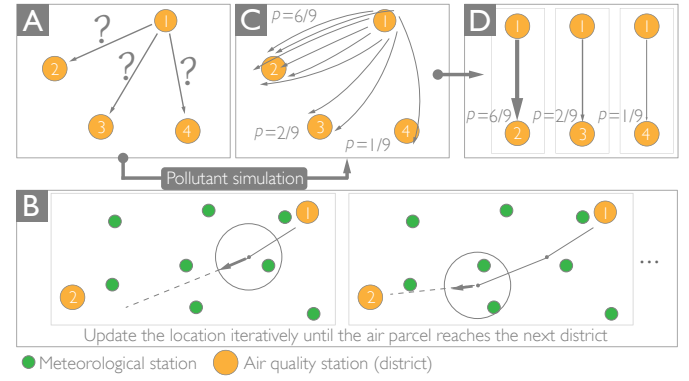 A
1
?
?
?
2
3
4
C
p=6/9
1
2
3
4
p=2/9
p=1/9
D
1
1
1
p=6/9
p=2/9
p=1/9
2
3
4
Pollutant simulation
B
1
2
1
2
...
Update the location iteratively until the air parcel reaches the next district
Meteorological station
Air quality station (district)